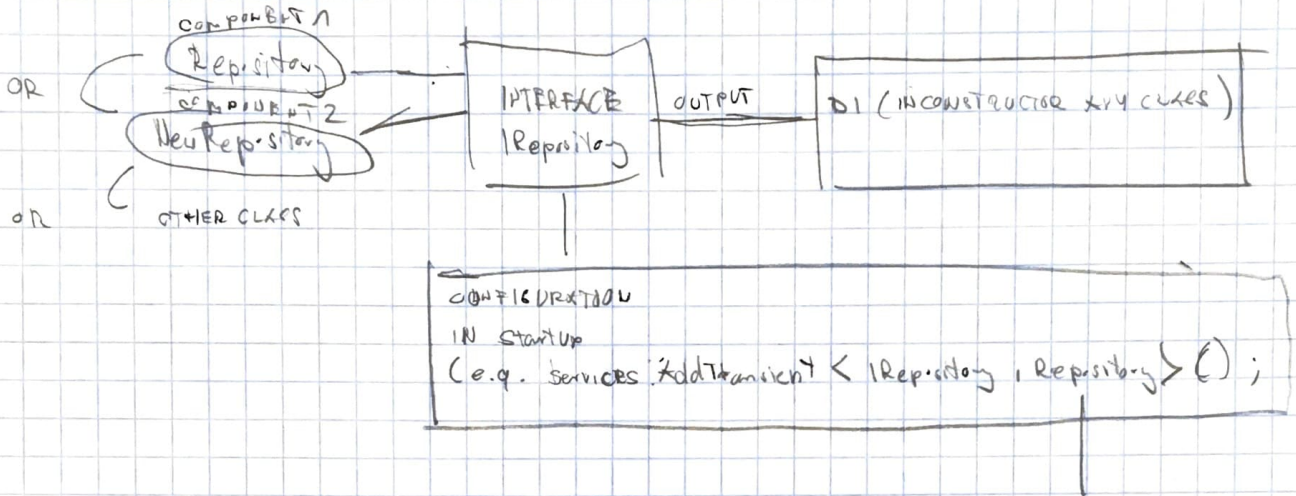 COMPONENT 1
Repository
OR
COMPONENT 2
NewRepository
OR
OTHER CLASS
INTERFACE
IRepository
OUTPUT
DI (IN CONSTRUCTOR ANY CLASS)
CONFIGURATION
IN StartUp
(e.g. services.AddTransient < IRepository , Repository > () ;